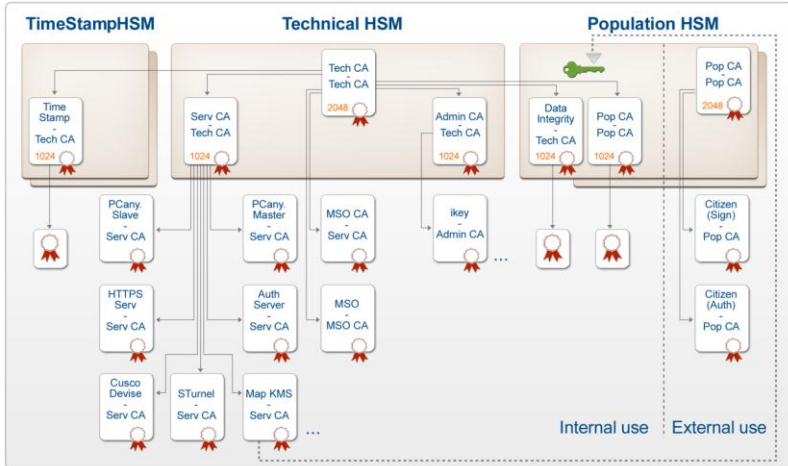 TimeStampHSM
Technical HSM
Population HSM
Tech CA
-
Tech CA
2048
Pop CA
-
Pop CA
2048
Time
Stamp
-
Tech CA
1024
Serv CA
-
Tech CA
1024
Admin CA
-
Tech CA
1024
Data
Integrity
-
Tech CA
1024
Pop CA
-
Pop CA
1024
PCany.
Slave
-
Serv CA
PCany.
Master
-
Serv CA
MSO CA
-
Serv CA
ikey
-
Admin CA
...
Citizen
(Sign)
-
Pop CA
HTTPS
Serv
-
Serv CA
Auth
Server
-
Serv CA
MSO
-
MSO CA
Citizen
(Auth)
-
Pop CA
Cusco
Devise
-
Serv CA
STurnel
-
Serv CA
Map KMS
-
Serv CA
...
Internal use
External use